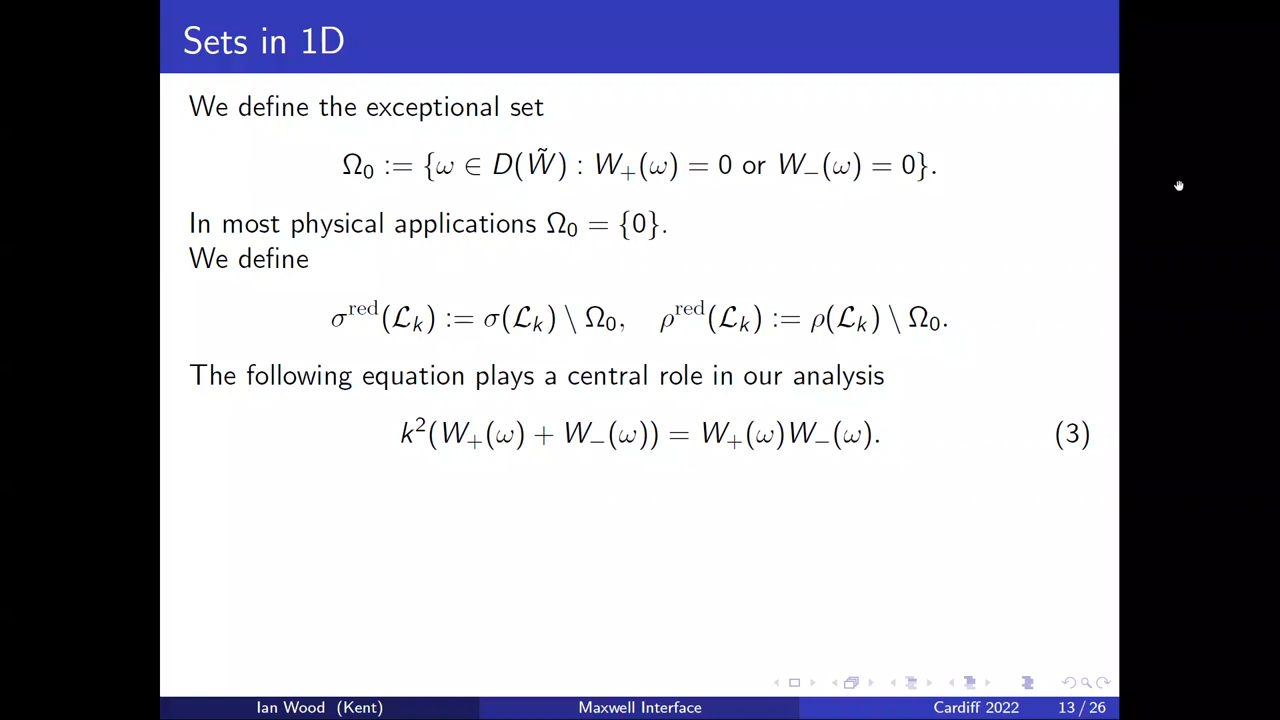 Sets in 1D
We define the exceptional set
Ω₀ := {ω ∈ D(W̃) : W₊(ω) = 0 or W₋(ω) = 0}.
In most physical applications Ω₀ = {0}.
We define
σʳᵉᵈ(ℒₖ) := σ(ℒₖ) \ Ω₀, ρʳᵉᵈ(ℒₖ) := ρ(ℒₖ) \ Ω₀.
The following equation plays a central role in our analysis
k²(W₊(ω) + W₋(ω)) = W₊(ω)W₋(ω). (3)
Ian Wood (Kent) Maxwell Interface Cardiff 2022 13 / 26